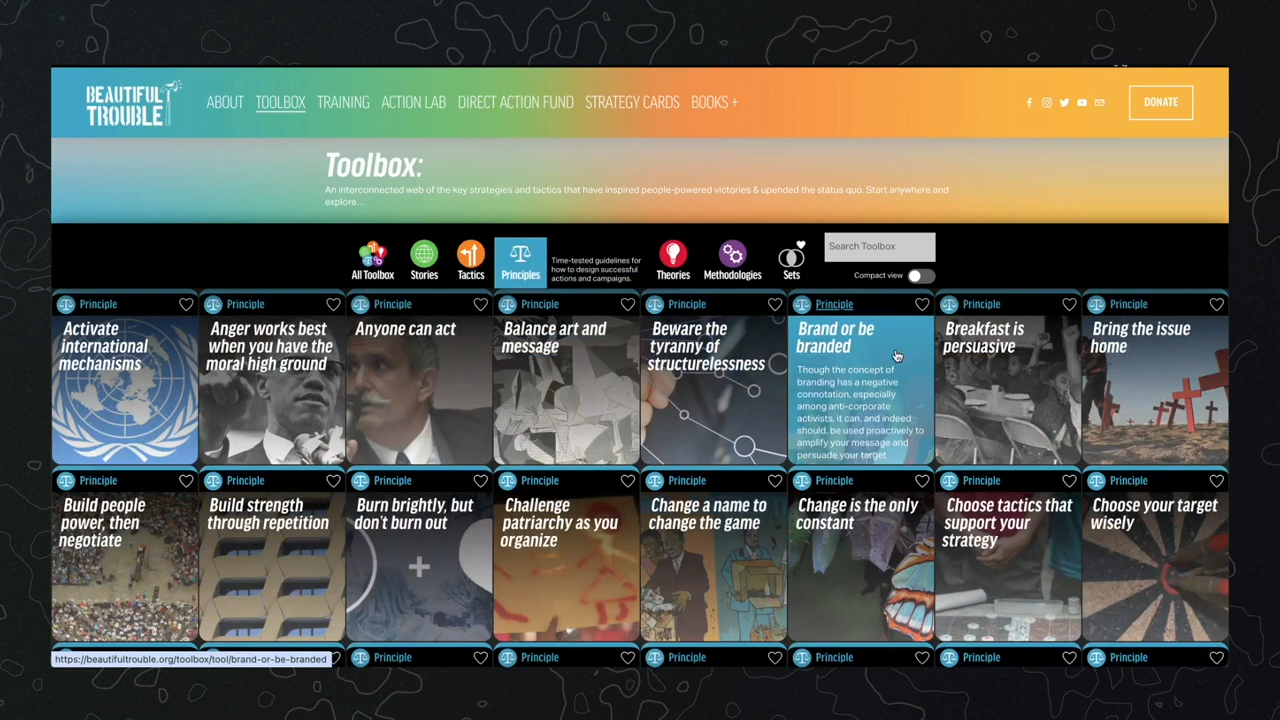 BEAUTIFUL
TROUBLE
ABOUT
TOOLBOX
TRAINING
ACTION LAB
DIRECT ACTION FUND
STRATEGY CARDS
BOOKS +
DONATE
Toolbox:
An interconnected web of the key strategies and tactics that have inspired people-powered victories & upended the status quo. Start anywhere and
explore…
All Toolbox
Stories
Tactics
Principles
Time-tested guidelines for
how to design successful
actions and campaigns.
Theories
Methodologies
Sets
Search Toolbox
Compact view
Principle
Activate
international
mechanisms
Principle
Anger works best
when you have the
moral high ground
Principle
Anyone can act
Principle
Balance art and
message
Principle
Beware the
tyranny of
structurelessness
Principle
Brand or be
branded
Though the concept of
branding has a negative
connotation, especially
among anti-corporate
activists, it can, and indeed
should, be used proactively to
amplify your message and
persuade your target
Principle
Breakfast is
persuasive
Principle
Bring the issue
home
Principle
Build people
power, then
negotiate
Principle
Build strength
through repetition
Principle
Burn brightly, but
don't burn out
Principle
Challenge
patriarchy as you
organize
Principle
Change a name to
change the game
Principle
Change is the only
constant
Principle
Choose tactics that
support your
strategy
Principle
Choose your target
wisely
https://beautifultrouble.org/toolbox/tool/brand-or-be-branded
Principle
Principle
Principle
Principle
Principle
Principle